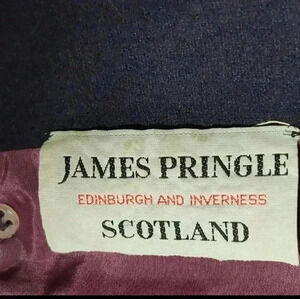 JAMES PRINGLE
EDINBURGH AND INVERNESS
SCOTLAND